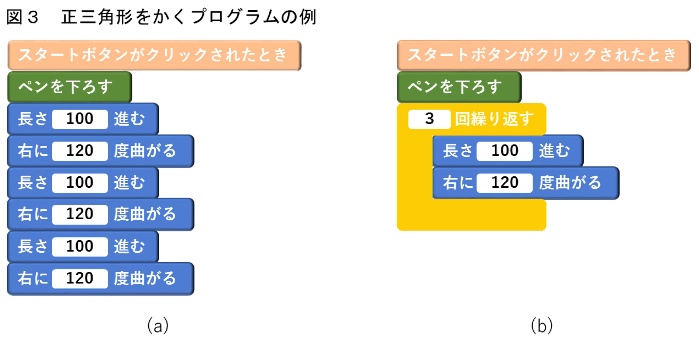 図３　正三角形をかくプログラムの例
スタートボタンがクリックされたとき
ペンを下ろす
長さ 100 進む
右に 120 度曲がる
長さ 100 進む
右に 120 度曲がる
長さ 100 進む
右に 120 度曲がる
(a)
スタートボタンがクリックされたとき
ペンを下ろす
3 回繰り返す
長さ 100 進む
右に 120 度曲がる
(b)